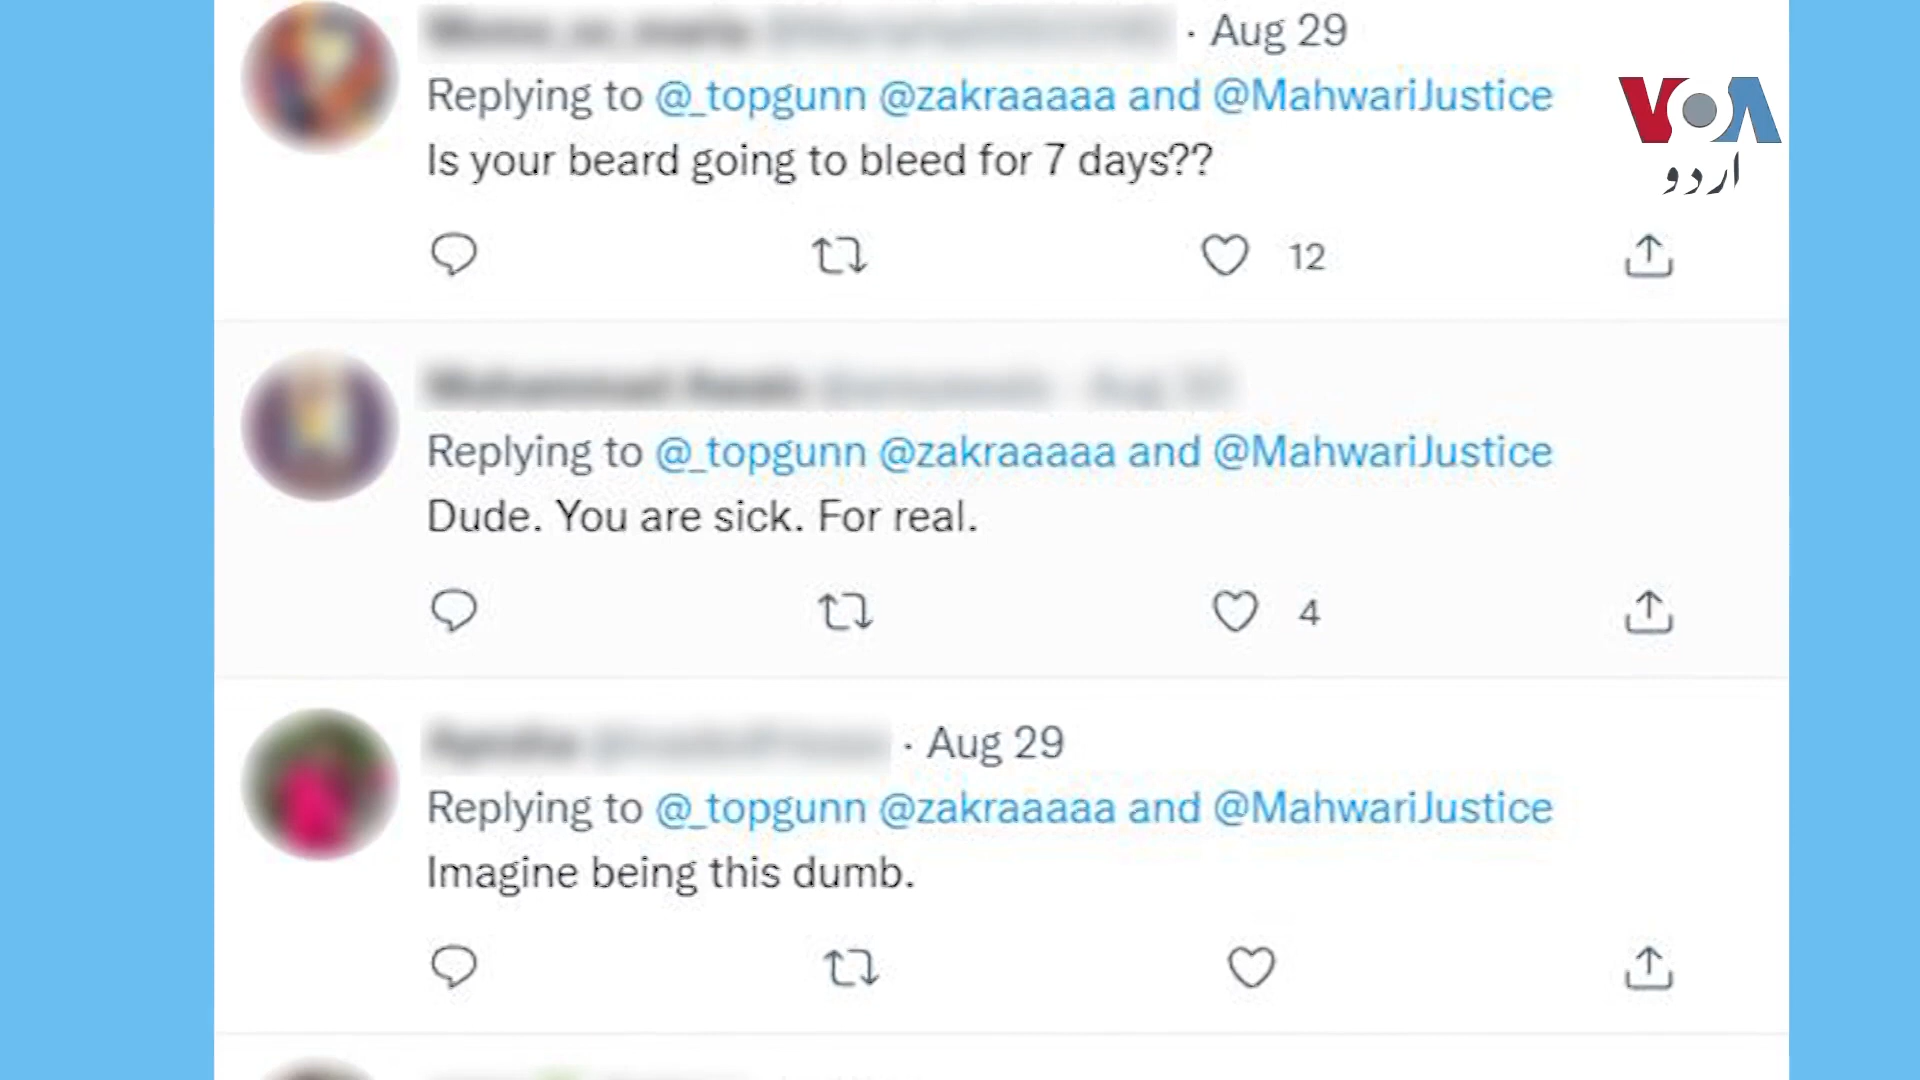 · Aug 29
Replying to @_topgunn @zakraaaaa and @MahwariJustice
Is your beard going to bleed for 7 days??
12
VOA
اردو
Replying to @_topgunn @zakraaaaa and @MahwariJustice
Dude. You are sick. For real.
4
· Aug 29
Replying to @_topgunn @zakraaaaa and @MahwariJustice
Imagine being this dumb.